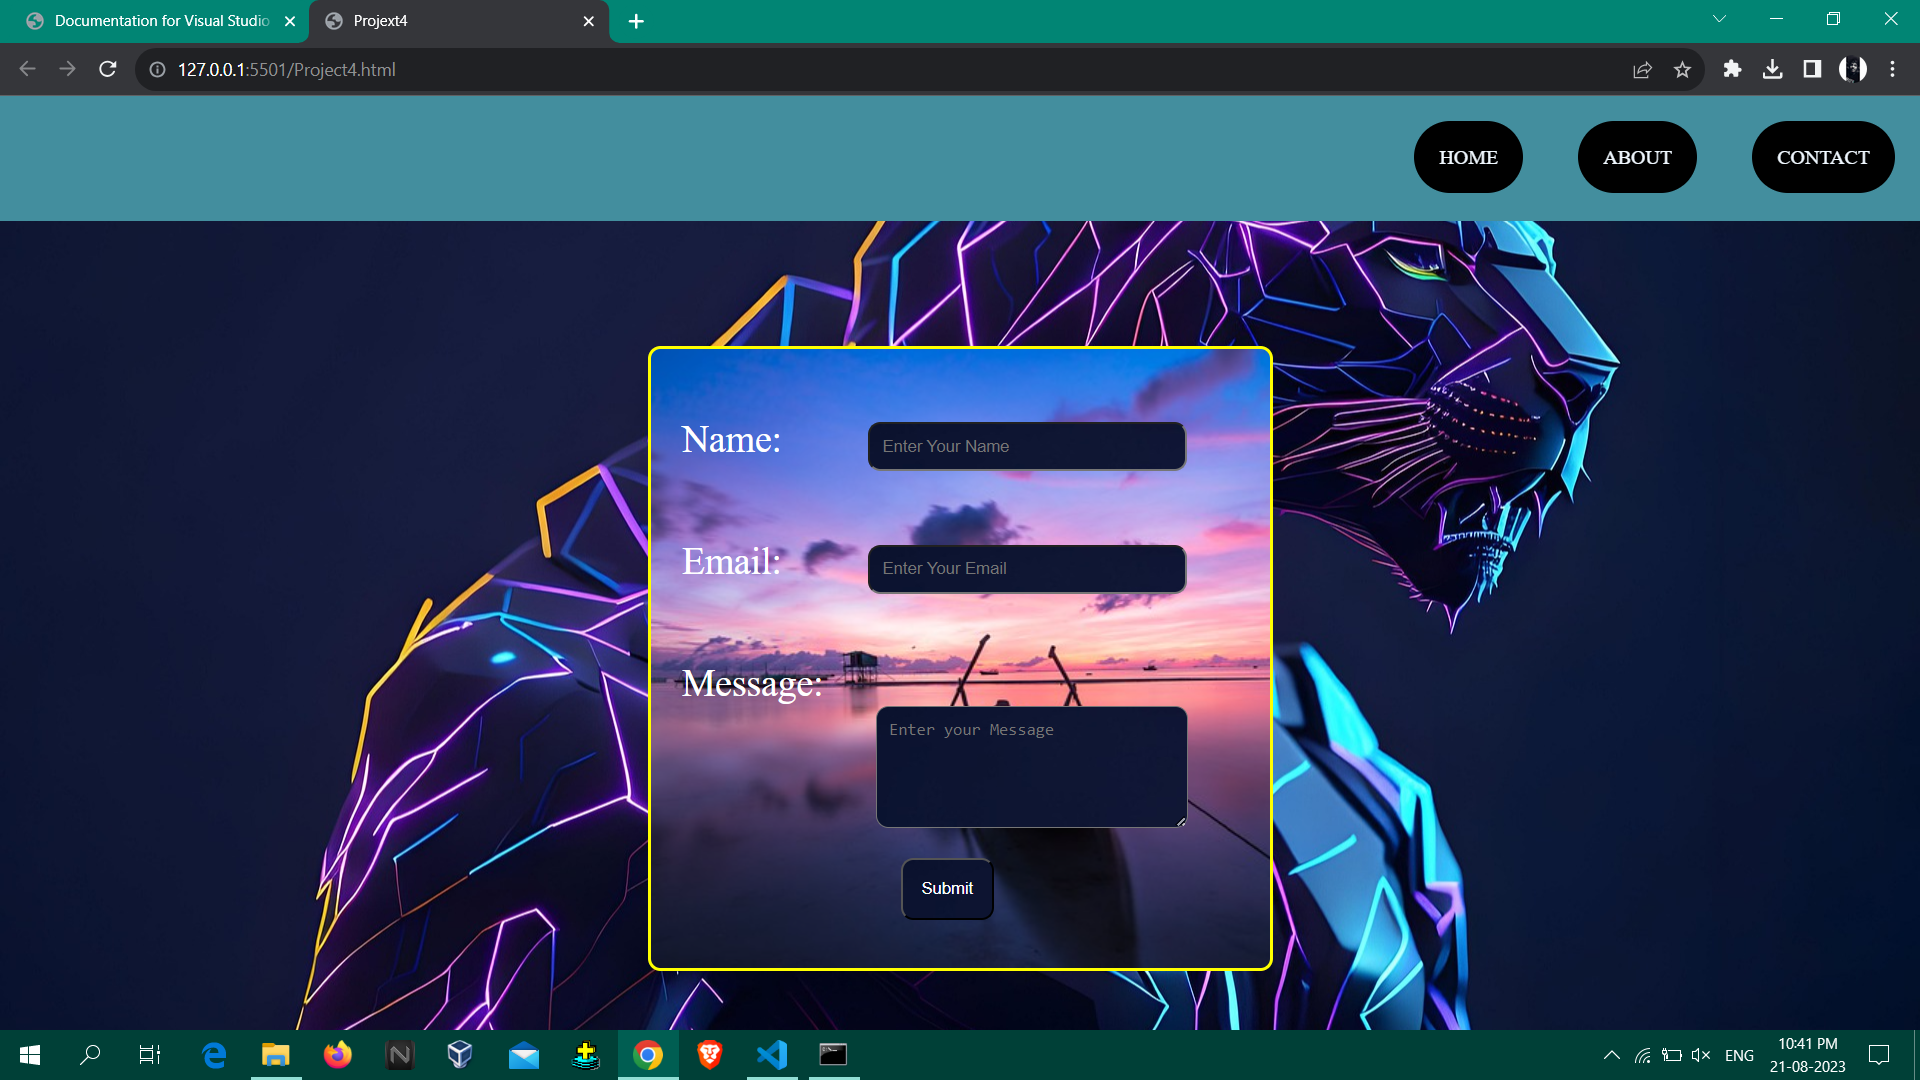 Documentation for Visual Studio
Projext4
127.0.0.1:5501/Project4.html
HOME
ABOUT
CONTACT
Name:
Enter Your Name
Email:
Enter Your Email
Message:
Enter your Message
Submit
N
ENG
10:41 PM
21-08-2023